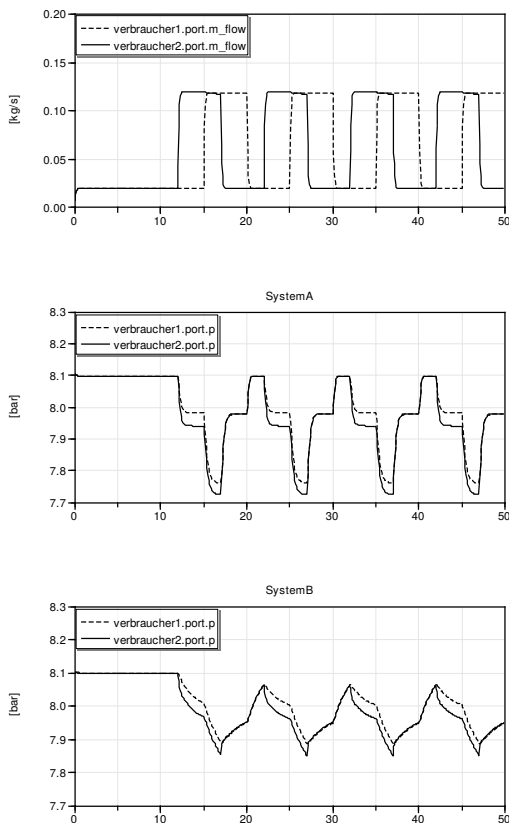 0.20
verbraucher1.port.m_flow
verbraucher2.port.m_flow
0.15
[kg/s]
0.10
0.05
0.00
0 10 20 30 40 50
SystemA
8.3
verbraucher1.port.p
verbraucher2.port.p
8.2
8.1
[bar]
8.0
7.9
7.8
7.7
0 10 20 30 40 50
SystemB
8.3
verbraucher1.port.p
verbraucher2.port.p
8.2
8.1
[bar]
8.0
7.9
7.8
7.7
0 10 20 30 40 50